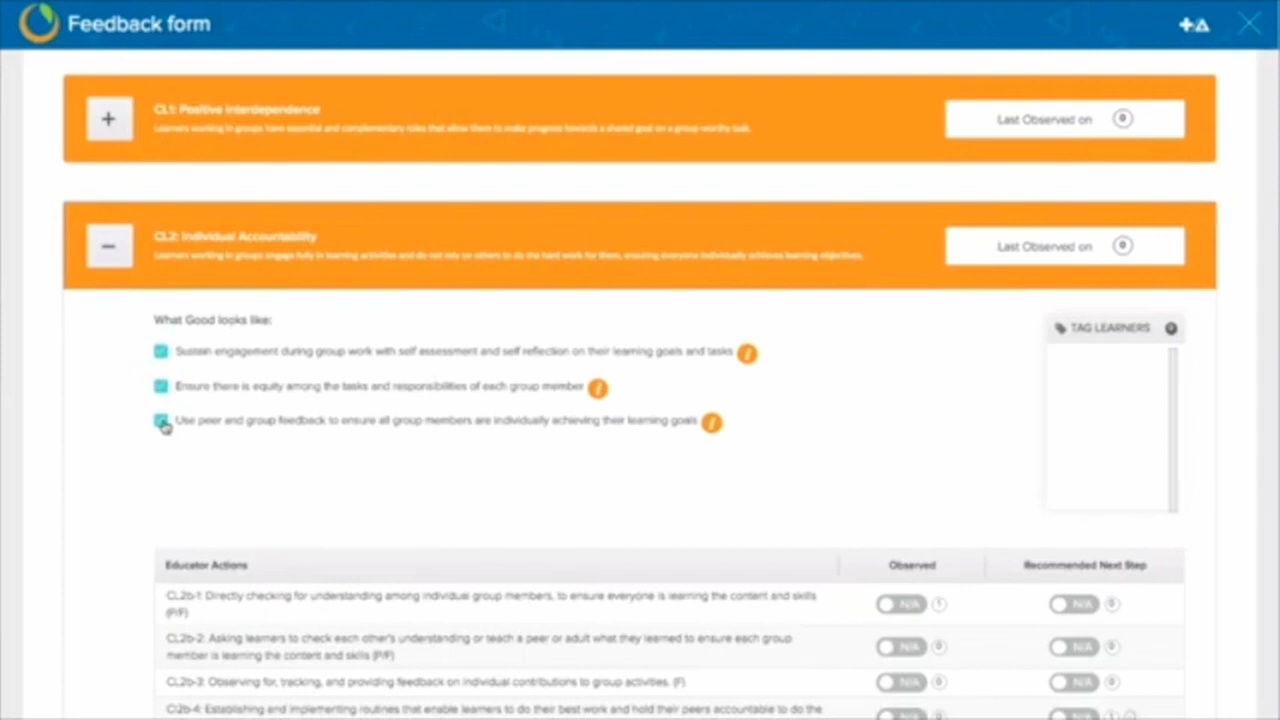 Feedback form
CL1: Positive Interdependence
Learners working in groups have essential and complementary roles that allow them to make progress towards a shared goal on a group-worthy task.
Last Observed on 0
CL2: Individual Accountability
Learners working in groups engage fully in learning activities and do not rely on others to do the hard work for them, ensuring everyone individually achieves learning objectives.
Last Observed on 0
What Good looks like:
TAG LEARNERS
Sustain engagement during group work with self assessment and self reflection on their learning goals and tasks i
Ensure there is equity among the tasks and responsibilities of each group member i
Use peer and group feedback to ensure all group members are individually achieving their learning goals i
Educator Actions Observed Recommended Next Step
CL2b-1: Directly checking for understanding among individual group members, to ensure everyone is learning the content and skills
(P/F)
N/A 1 N/A 0
CL2b-2: Asking learners to check each other's understanding or teach a peer or adult what they learned to ensure each group
member is learning the content and skills (P/F)
N/A 0 N/A 0
CL2b-3: Observing for, tracking, and providing feedback on individual contributions to group activities. (F) N/A 0 N/A 0
Cl2b-4: Establishing and implementing routines that enable learners to do their best work and hold their peers accountable to do the
N/A N/A